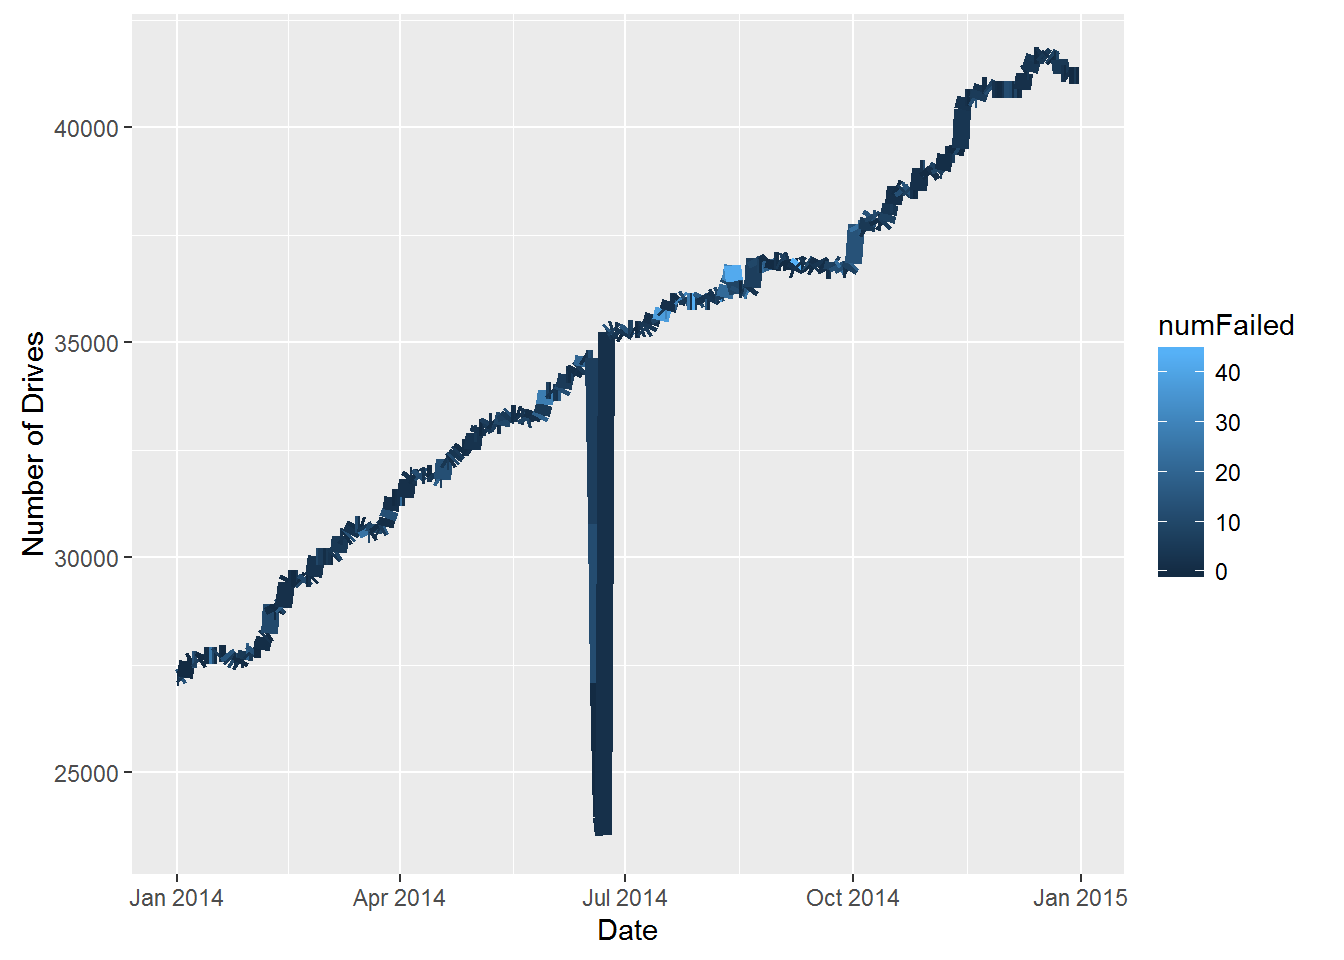 Number of Drives
40000
35000
30000
25000
Jan 2014
Apr 2014
Jul 2014
Oct 2014
Jan 2015
Date
numFailed
40
30
20
10
0